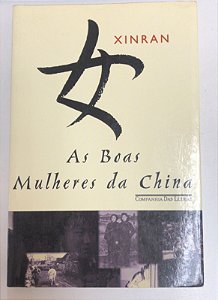 XINRAN
女
As Boas
Mulheres da China
COMPANHIA DAS LETRAS